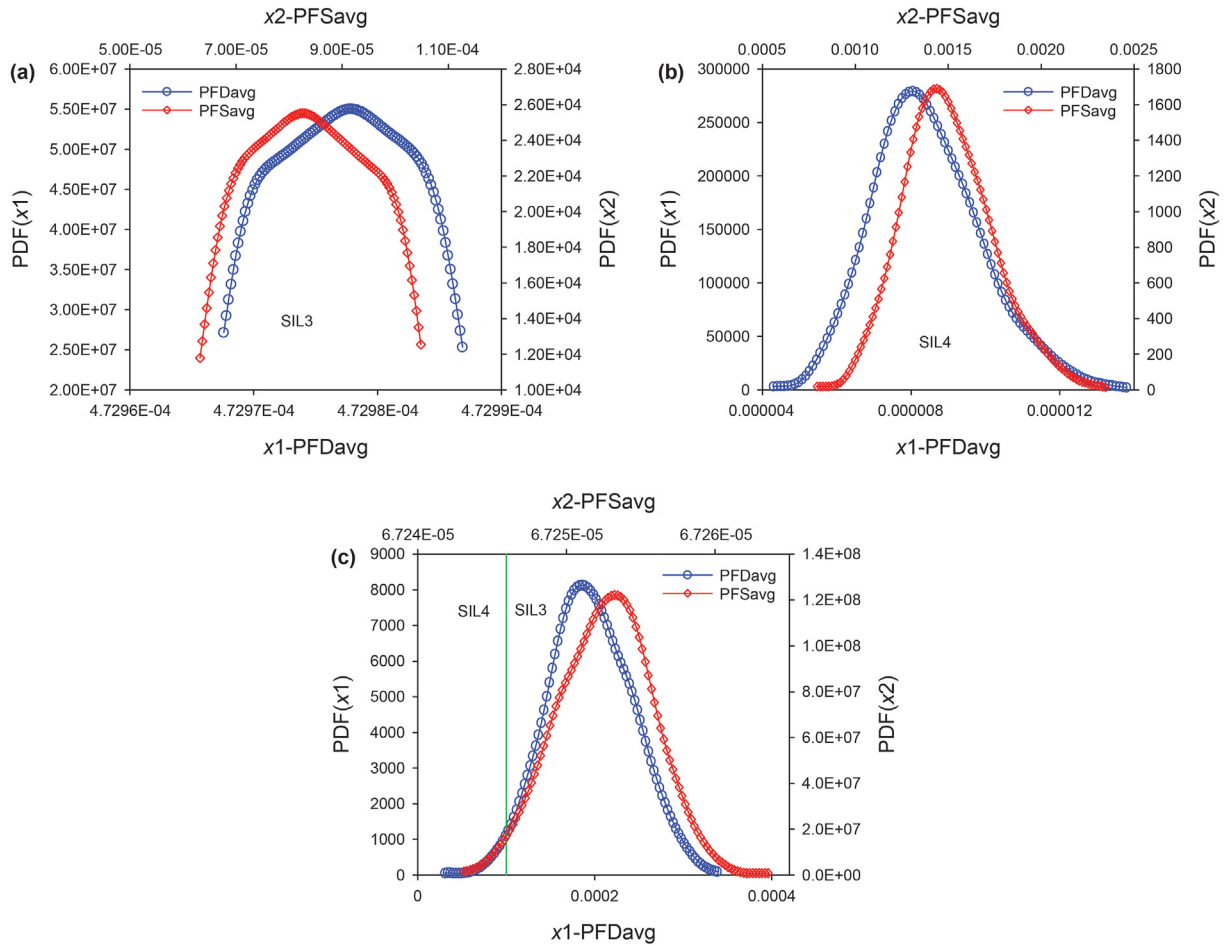 x2-PFSavg
5.00E-05 7.00E-05 9.00E-05 1.10E-04
(a)
6.00E+07 2.80E+04
PFDavg
PFSavg
5.50E+07 2.60E+04
5.00E+07 2.40E+04
4.50E+07 2.20E+04
4.00E+07 2.00E+04
3.50E+07 1.80E+04
3.00E+07 1.60E+04
2.50E+07 1.40E+04
2.00E+07 1.20E+04
1.00E+04
PDF(x1)
PDF(x2)
SIL3
4.7296E-04 4.7297E-04 4.7298E-04 4.7299E-04
x1-PFDavg
x2-PFSavg
0.0005 0.0010 0.0015 0.0020 0.0025
(b)
300000 1800
PFDavg
PFSavg
250000 1600
200000 1400
150000 1200
100000 1000
50000 800
0 600
400
200
0
PDF(x1)
PDF(x2)
SIL4
0.000004 0.000008 0.000012
x1-PFDavg
x2-PFSavg
6.724E-05 6.725E-05 6.726E-05
(c)
9000 1.4E+08
PFDavg
PFSavg
8000 1.2E+08
7000 1.0E+08
6000 8.0E+07
5000 6.0E+07
4000 4.0E+07
3000 2.0E+07
2000 0.0E+00
1000
0
SIL4 SIL3
PDF(x1)
PDF(x2)
0 0.0002 0.0004
x1-PFDavg